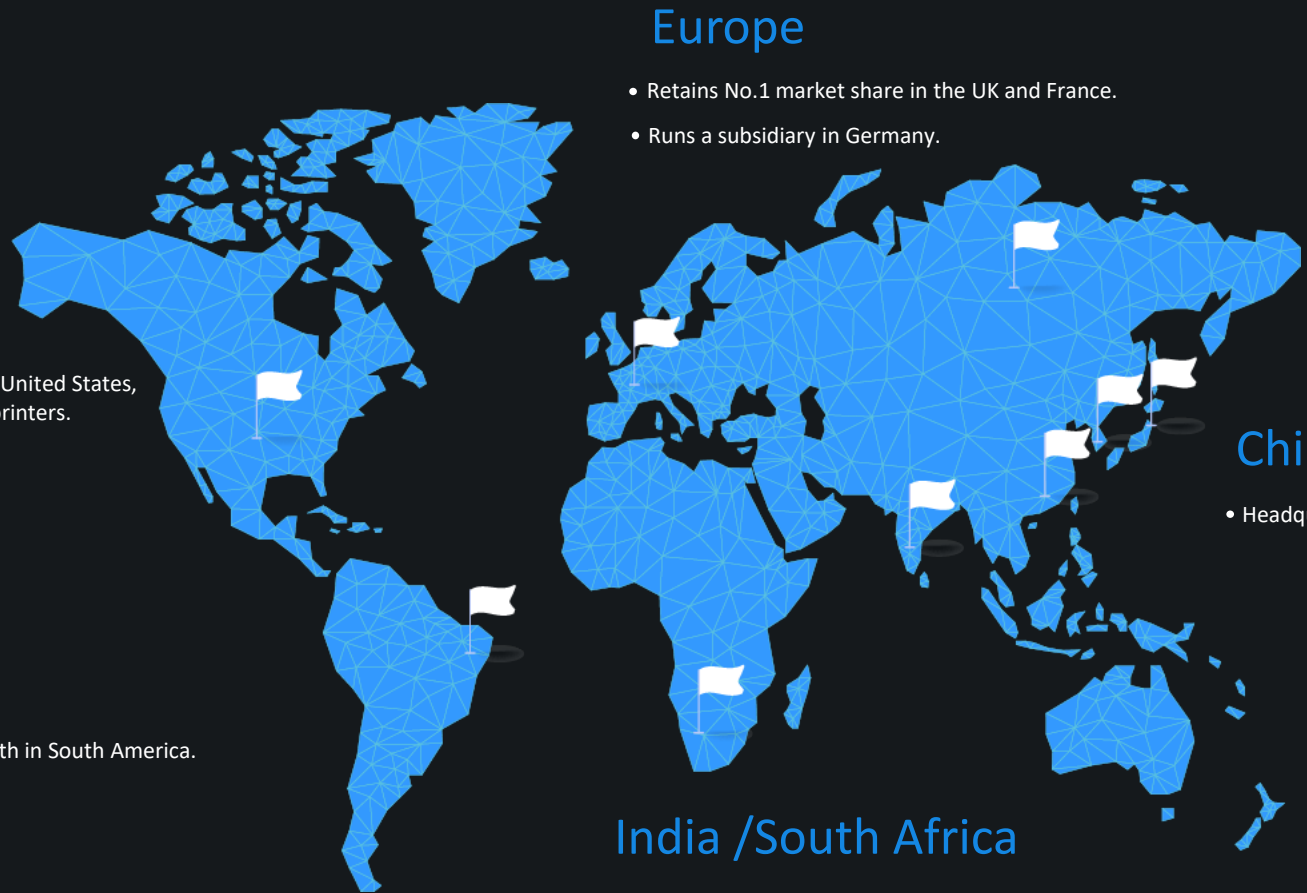 Europe
• Retains No.1 market share in the UK and France.
• Runs a subsidiary in Germany.
United States,
rinters.
Chi
• Headq
th in South America.
India /South Africa